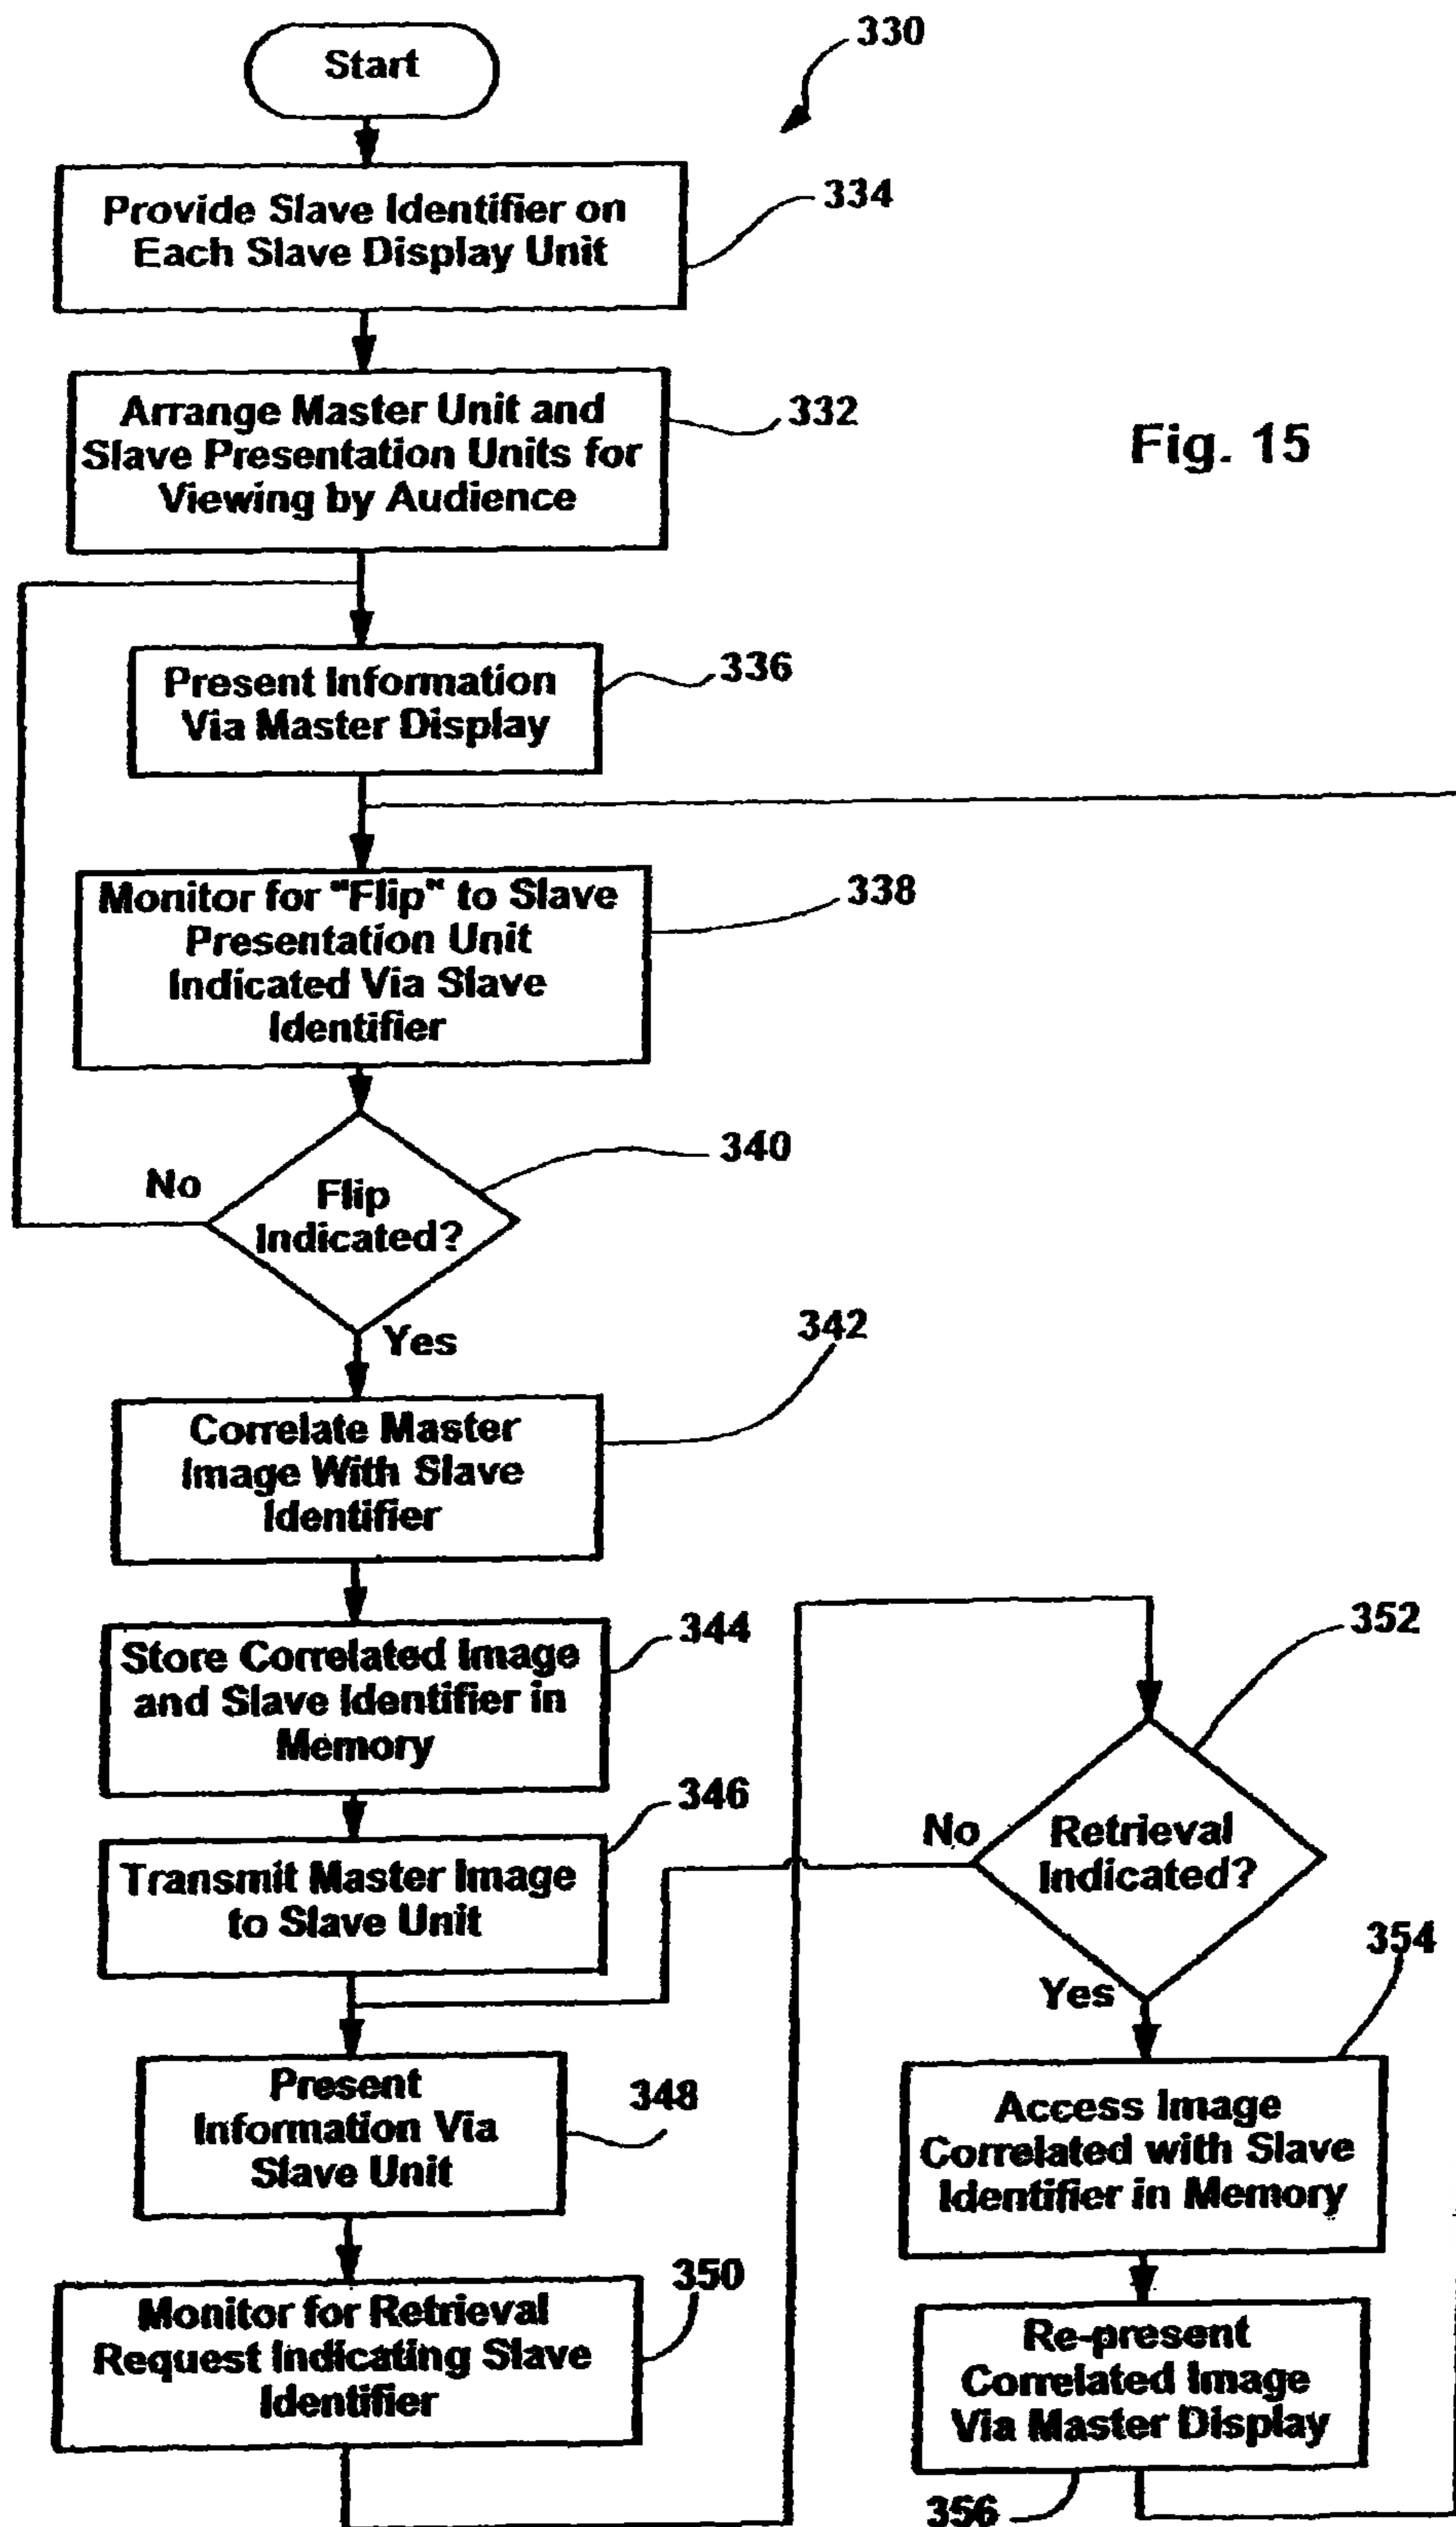 Start
330
Provide Slave Identifier on
Each Slave Display Unit
334
Arrange Master Unit and
Slave Presentation Units for
Viewing by Audience
332
Fig. 15
Present Information
Via Master Display
336
Monitor for "Flip" to Slave
Presentation Unit
Indicated Via Slave
Identifier
338
Flip
Indicated?
340
No
Yes
Correlate Master
Image With Slave
Identifier
342
Store Correlated Image
and Slave Identifier in
Memory
344
Transmit Master Image
to Slave Unit
346
Present
Information Via
Slave Unit
348
Monitor for Retrieval
Request Indicating Slave
Identifier
350
Retrieval
Indicated?
352
No
Yes
Access Image
Correlated with Slave
Identifier in Memory
354
Re-present
Correlated Image
Via Master Display
356